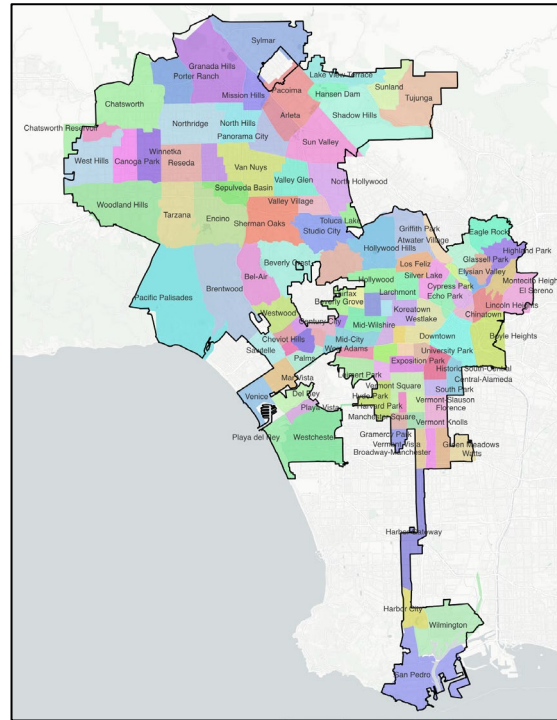 Sylmar
Granada Hills
Porter Ranch
Lake View Terrace
Sunland
Pacoima
Mission Hills
Hansen Dam
Tujunga
Chatsworth
Arleta
Shadow Hills
Northridge
North Hills
Panorama City
Chatsworth Reservoir
Sun Valley
Winnetka
West Hills
Canoga Park
Reseda
Van Nuys
Valley Glen
North Hollywood
Sepulveda Basin
Woodland Hills
Valley Village
Tarzana
Encino
Sherman Oaks
Toluca Lake
Studio City
Griffith Park
Eagle Rock
Atwater Village
Hollywood Hills
Highland Park
Glassell Park
Beverly Crest
Los Feliz
Elysian Valley
Bel-Air
Silver Lake
Montecito Heigh
Hollywood
Cypress Park
El Sereno
Brentwood
Pacific Palisades
Fairfax
Larchmont
Echo Park
Beverly Grove
Lincoln Heights
Westwood
Koreatown
Chinatown
Century City
Mid-Wilshire
Westlake
Boyle Heights
Cheviot Hills
Mid-City
Downtown
Sawtelle
Palms
West Adams
University Park
Exposition Park
Historic South-Central
Mar Vista
Leimert Park
Central-Alameda
Vermont Square
South Park
Venice
Del Rey
Hyde Park
Vermont-Slauson
Playa Vista
Harvard Park
Florence
Manchester Square
Vermont Knolls
Playa del Rey
Westchester
Gramercy Park
Vermont Vista
Green Meadows
Broadway-Manchester
Watts
Harbor Gateway
Harbor City
Wilmington
San Pedro